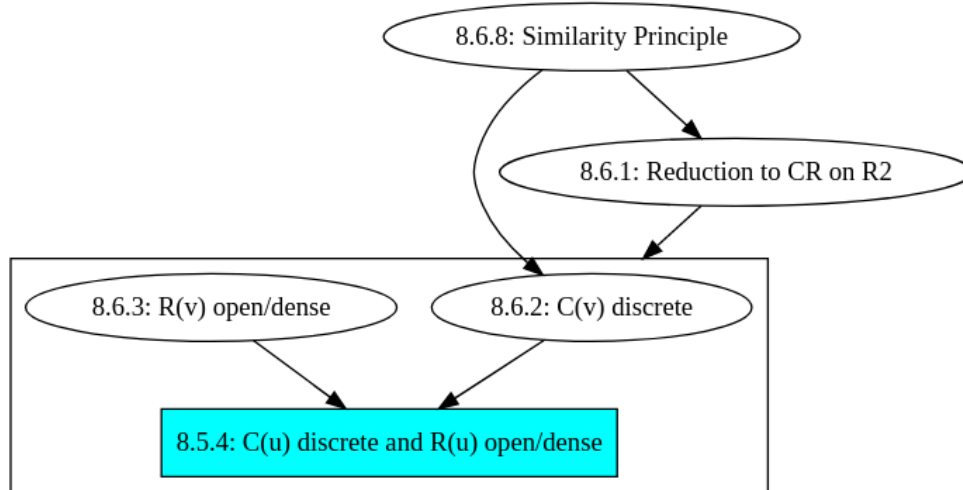 8.6.8: Similarity Principle
8.6.1: Reduction to CR on R2
8.6.3: R(v) open/dense
8.6.2: C(v) discrete
8.5.4: C(u) discrete and R(u) open/dense